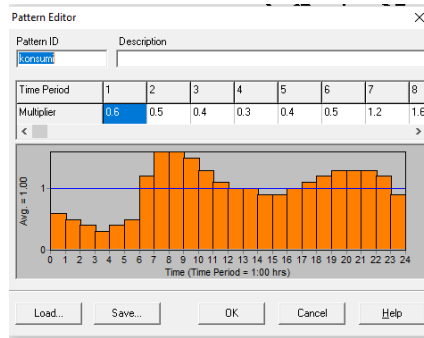 Pattern Editor
Pattern ID Description
konsumi
Time Period 1 2 3 4 5 6 7 8
Multiplier 0.6 0.5 0.4 0.3 0.4 0.5 1.2 1.6
Avg. = 1.00
1
0
0 1 2 3 4 5 6 7 8 9 10 11 12 13 14 15 16 17 18 19 20 21 22 23 24
Time (Time Period = 1:00 hrs)
Load... Save... OK Cancel Help